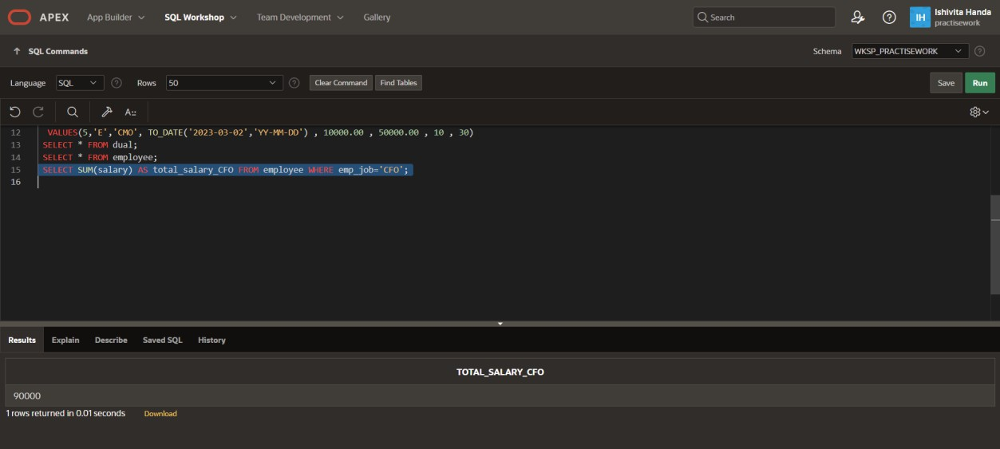 APEX App Builder SQL Workshop Team Development Gallery Search ? IH Ishivita Handa
practisework
SQL Commands Schema WKSP_PRACTISEWORK ?
Language SQL ? Rows 50 ? Clear Command Find Tables Save Run
A::
12 VALUES(5,'E','CMO', TO_DATE('2023-03-02','YY-MM-DD') , 10000.00 , 50000.00 , 10 , 30)
13 SELECT * FROM dual;
14 SELECT * FROM employee;
15 SELECT SUM(salary) AS total_salary_CFO FROM employee WHERE emp_job='CFO';
16
Results Explain Describe Saved SQL History
TOTAL_SALARY_CFO
90000
1 rows returned in 0.01 seconds Download